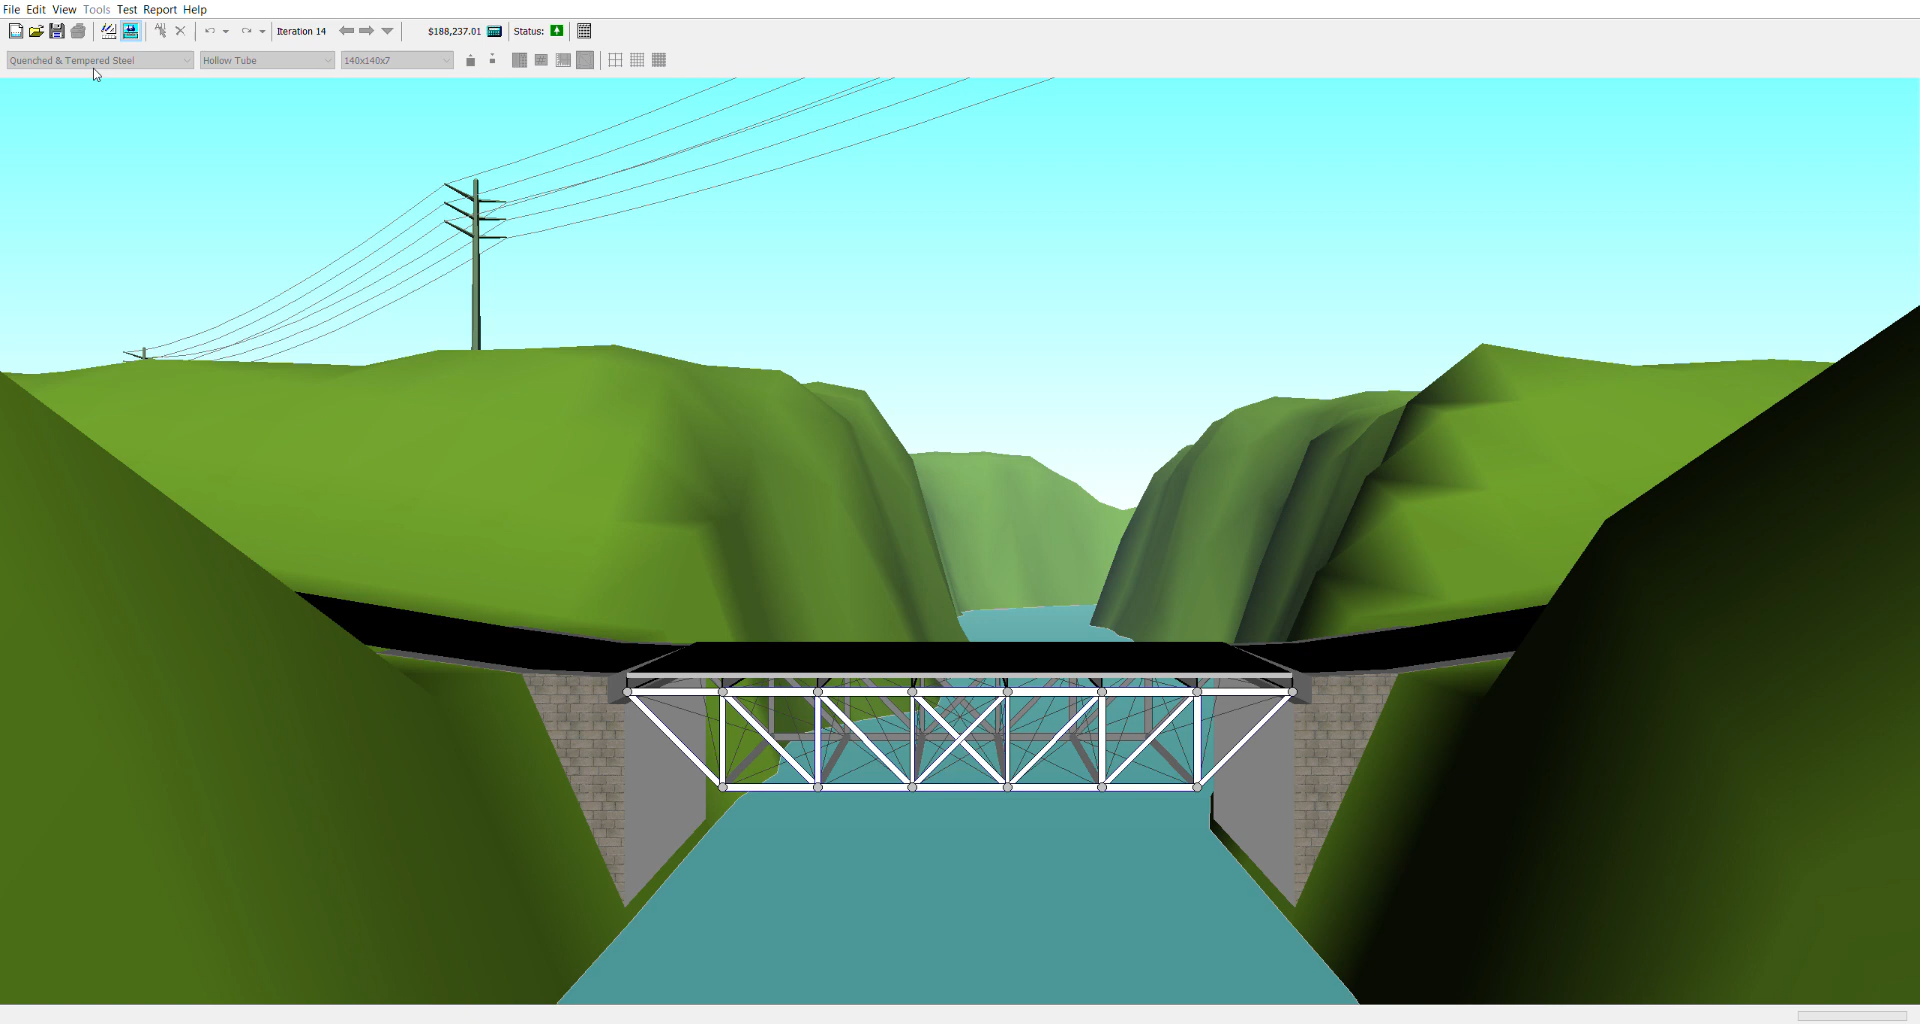 File Edit View Tools Test Report Help
Iteration 14 $188,237.01 Status:
Quenched & Tempered Steel Hollow Tube 140x140x7